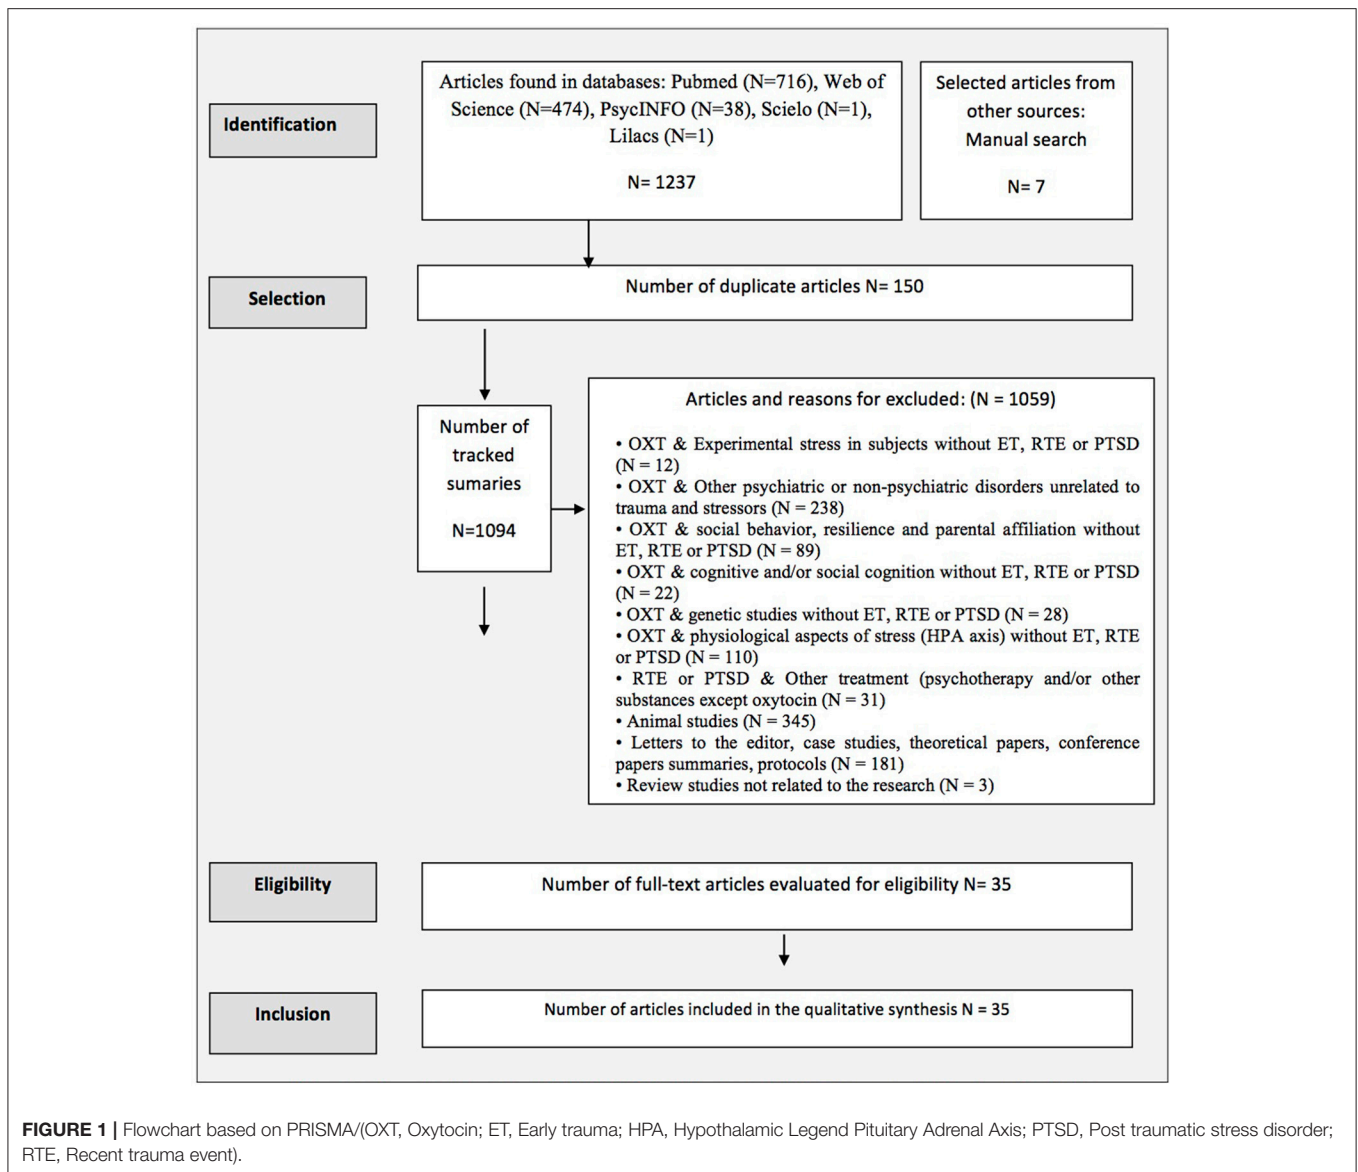 Identification
Articles found in databases: Pubmed (N=716), Web of
Science (N=474), PsycINFO (N=38), Scielo (N=1),
Lilacs (N=1)
N= 1237
Selected articles from
other sources:
Manual search
N= 7
Selection
Number of duplicate articles N= 150
Number of
tracked
sumaries
N=1094
Articles and reasons for excluded: (N = 1059)
• OXT & Experimental stress in subjects without ET, RTE or PTSD
(N = 12)
• OXT & Other psychiatric or non-psychiatric disorders unrelated to
trauma and stressors (N = 238)
• OXT & social behavior, resilience and parental affiliation without
ET, RTE or PTSD (N = 89)
• OXT & cognitive and/or social cognition without ET, RTE or PTSD
(N = 22)
• OXT & genetic studies without ET, RTE or PTSD (N = 28)
• OXT & physiological aspects of stress (HPA axis) without ET, RTE
or PTSD (N = 110)
• RTE or PTSD & Other treatment (psychotherapy and/or other
substances except oxytocin (N = 31)
• Animal studies (N = 345)
• Letters to the editor, case studies, theoretical papers, conference
papers summaries, protocols (N = 181)
• Review studies not related to the research (N = 3)
Eligibility
Number of full-text articles evaluated for eligibility N= 35
Inclusion
Number of articles included in the qualitative synthesis N = 35
FIGURE 1 | Flowchart based on PRISMA/(OXT, Oxytocin; ET, Early trauma; HPA, Hypothalamic Legend Pituitary Adrenal Axis; PTSD, Post traumatic stress disorder;
RTE, Recent trauma event).